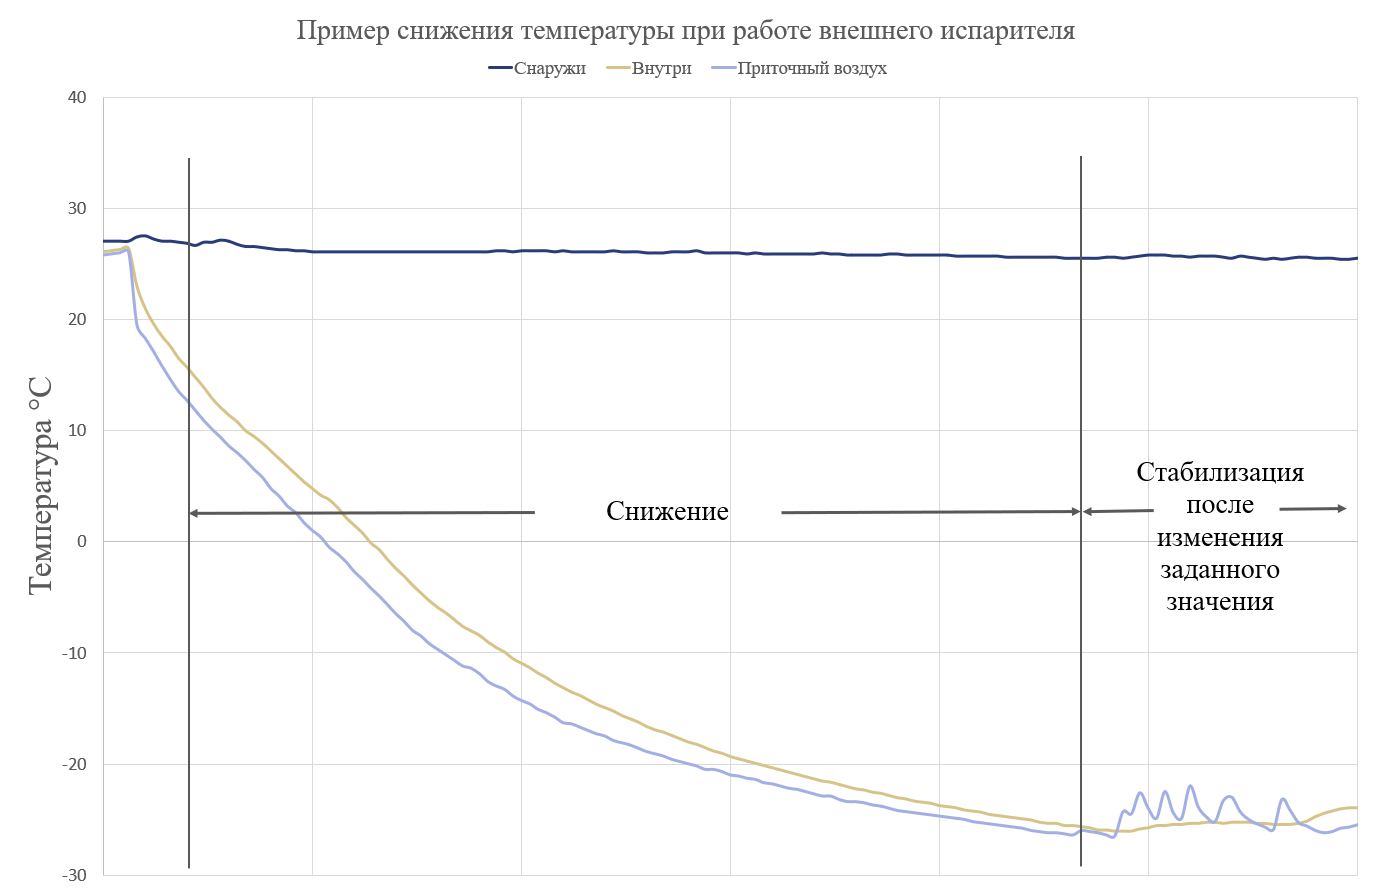 Пример снижения температуры при работе внешнего испарителя
Снаружи Внутри Приточный воздух
40
30
20
10
0
-10
-20
-30
Температура °C
Снижение
Стабилизация
после
изменения
заданного
значения